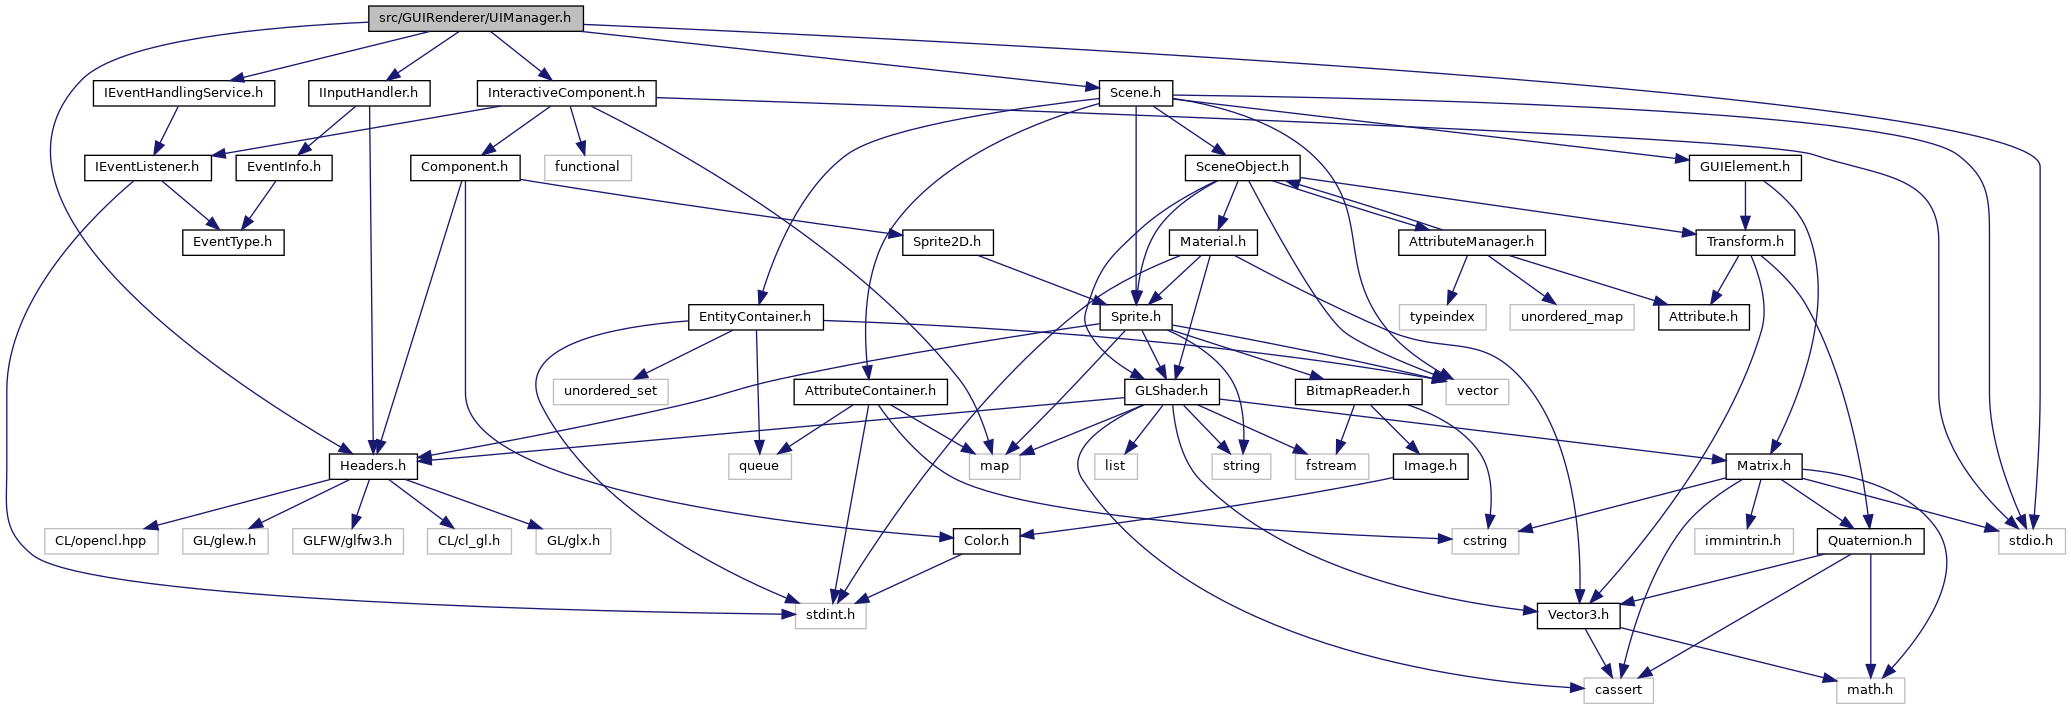 src/GUIRenderer/UIManager.h
IEventHandlingService.h
IInputHandler.h
InteractiveComponent.h
Scene.h
IEventListener.h
EventInfo.h
Component.h
functional
SceneObject.h
GUIElement.h
EventType.h
Sprite2D.h
Material.h
AttributeManager.h
Transform.h
EntityContainer.h
Sprite.h
typeindex
unordered_map
Attribute.h
unordered_set
AttributeContainer.h
GLShader.h
BitmapReader.h
vector
Headers.h
queue
map
list
string
fstream
Image.h
Matrix.h
CL/opencl.hpp
GL/glew.h
GLFW/glfw3.h
CL/cl_gl.h
GL/glx.h
Color.h
cstring
immintrin.h
Quaternion.h
stdio.h
stdint.h
Vector3.h
cassert
math.h